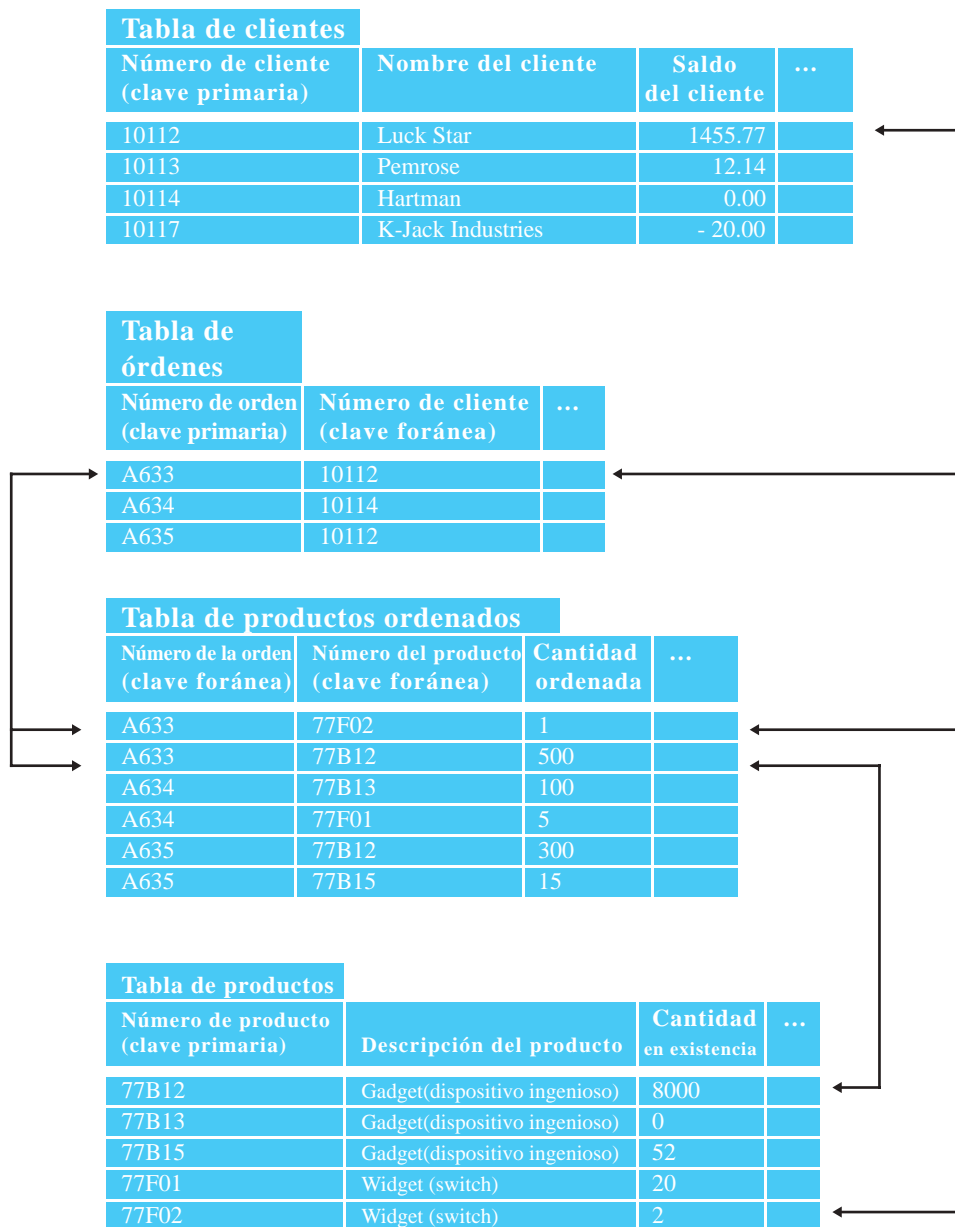 Tabla de clientes
Número de cliente (clave primaria) Nombre del cliente Saldo del cliente ...
10112 Luck Star 1455.77
10113 Pemrose 12.14
10114 Hartman 0.00
10117 K-Jack Industries - 20.00
Tabla de
órdenes
Número de orden (clave primaria) Número de cliente (clave foránea) ...
A633 10112
A634 10114
A635 10112
Tabla de productos ordenados
Número de la orden (clave foránea) Número del producto (clave foránea) Cantidad ordenada ...
A633 77F02 1
A633 77B12 500
A634 77B13 100
A634 77F01 5
A635 77B12 300
A635 77B15 15
Tabla de productos
Número de producto (clave primaria) Descripción del producto Cantidad en existencia ...
77B12 Gadget(dispositivo ingenioso) 8000
77B13 Gadget(dispositivo ingenioso) 0
77B15 Gadget(dispositivo ingenioso) 52
77F01 Widget (switch) 20
77F02 Widget (switch) 2